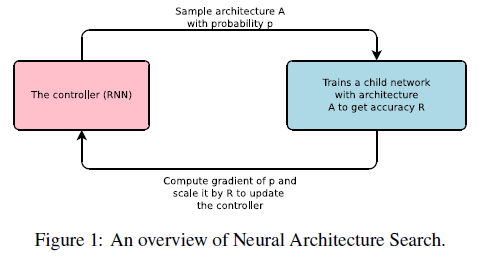 Sample architecture A
with probability p
The controller (RNN)
Trains a child network
with architecture
A to get accuracy R
Compute gradient of p and
scale it by R to update
the controller
Figure 1: An overview of Neural Architecture Search.